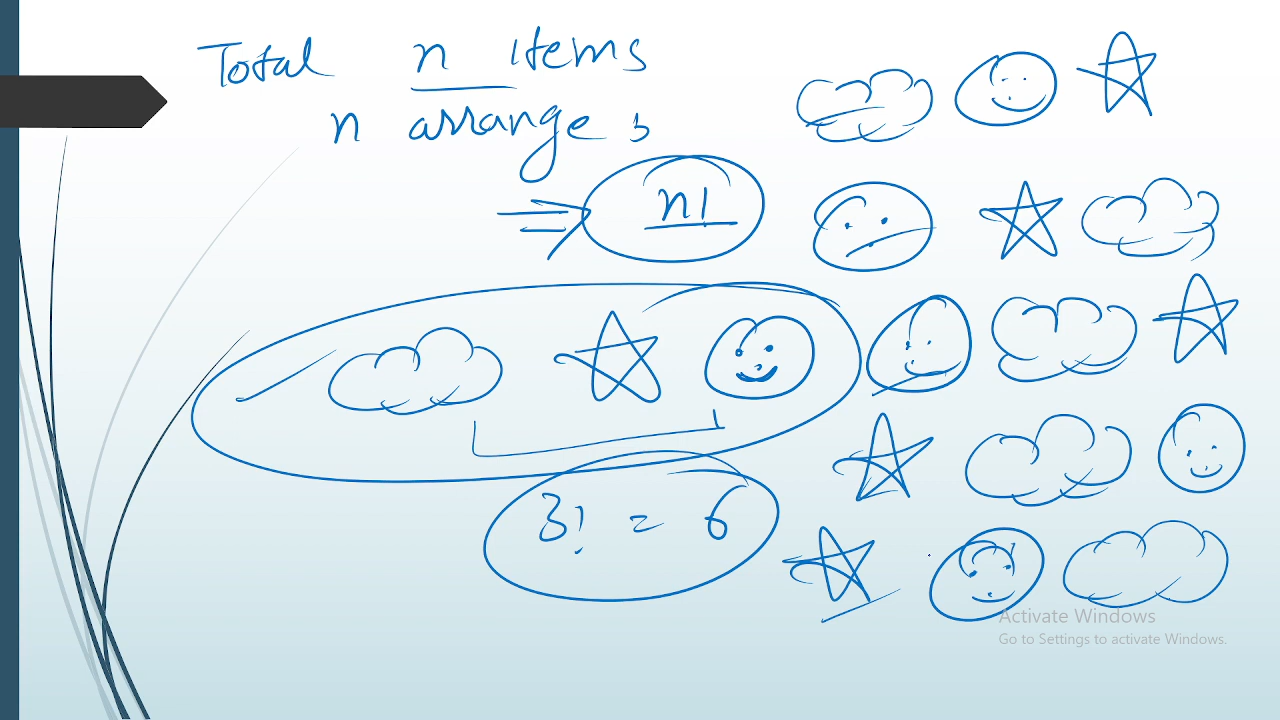 Total n items
n arrange
n!
3! = 6
Activate Windows
Go to Settings to activate Windows.